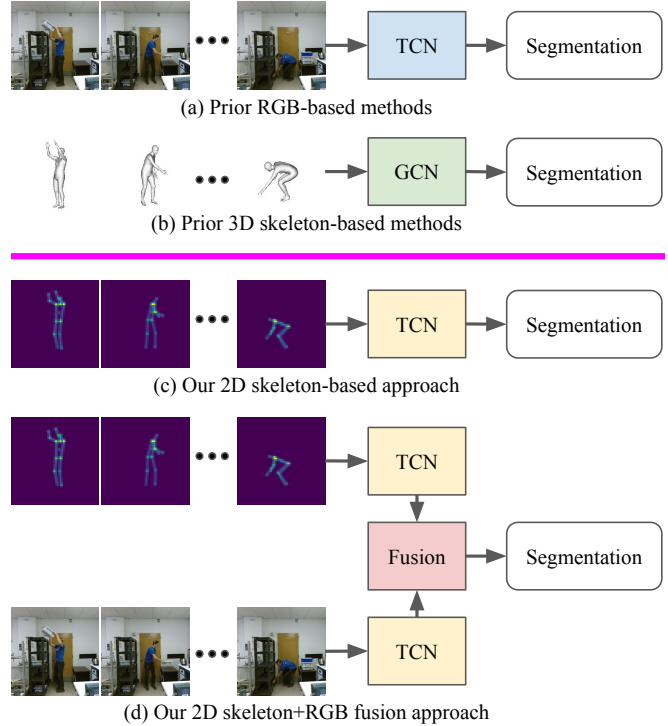 TCN
Segmentation
(a) Prior RGB-based methods
GCN
Segmentation
(b) Prior 3D skeleton-based methods
TCN
Segmentation
(c) Our 2D skeleton-based approach
TCN
Fusion
Segmentation
TCN
(d) Our 2D skeleton+RGB fusion approach